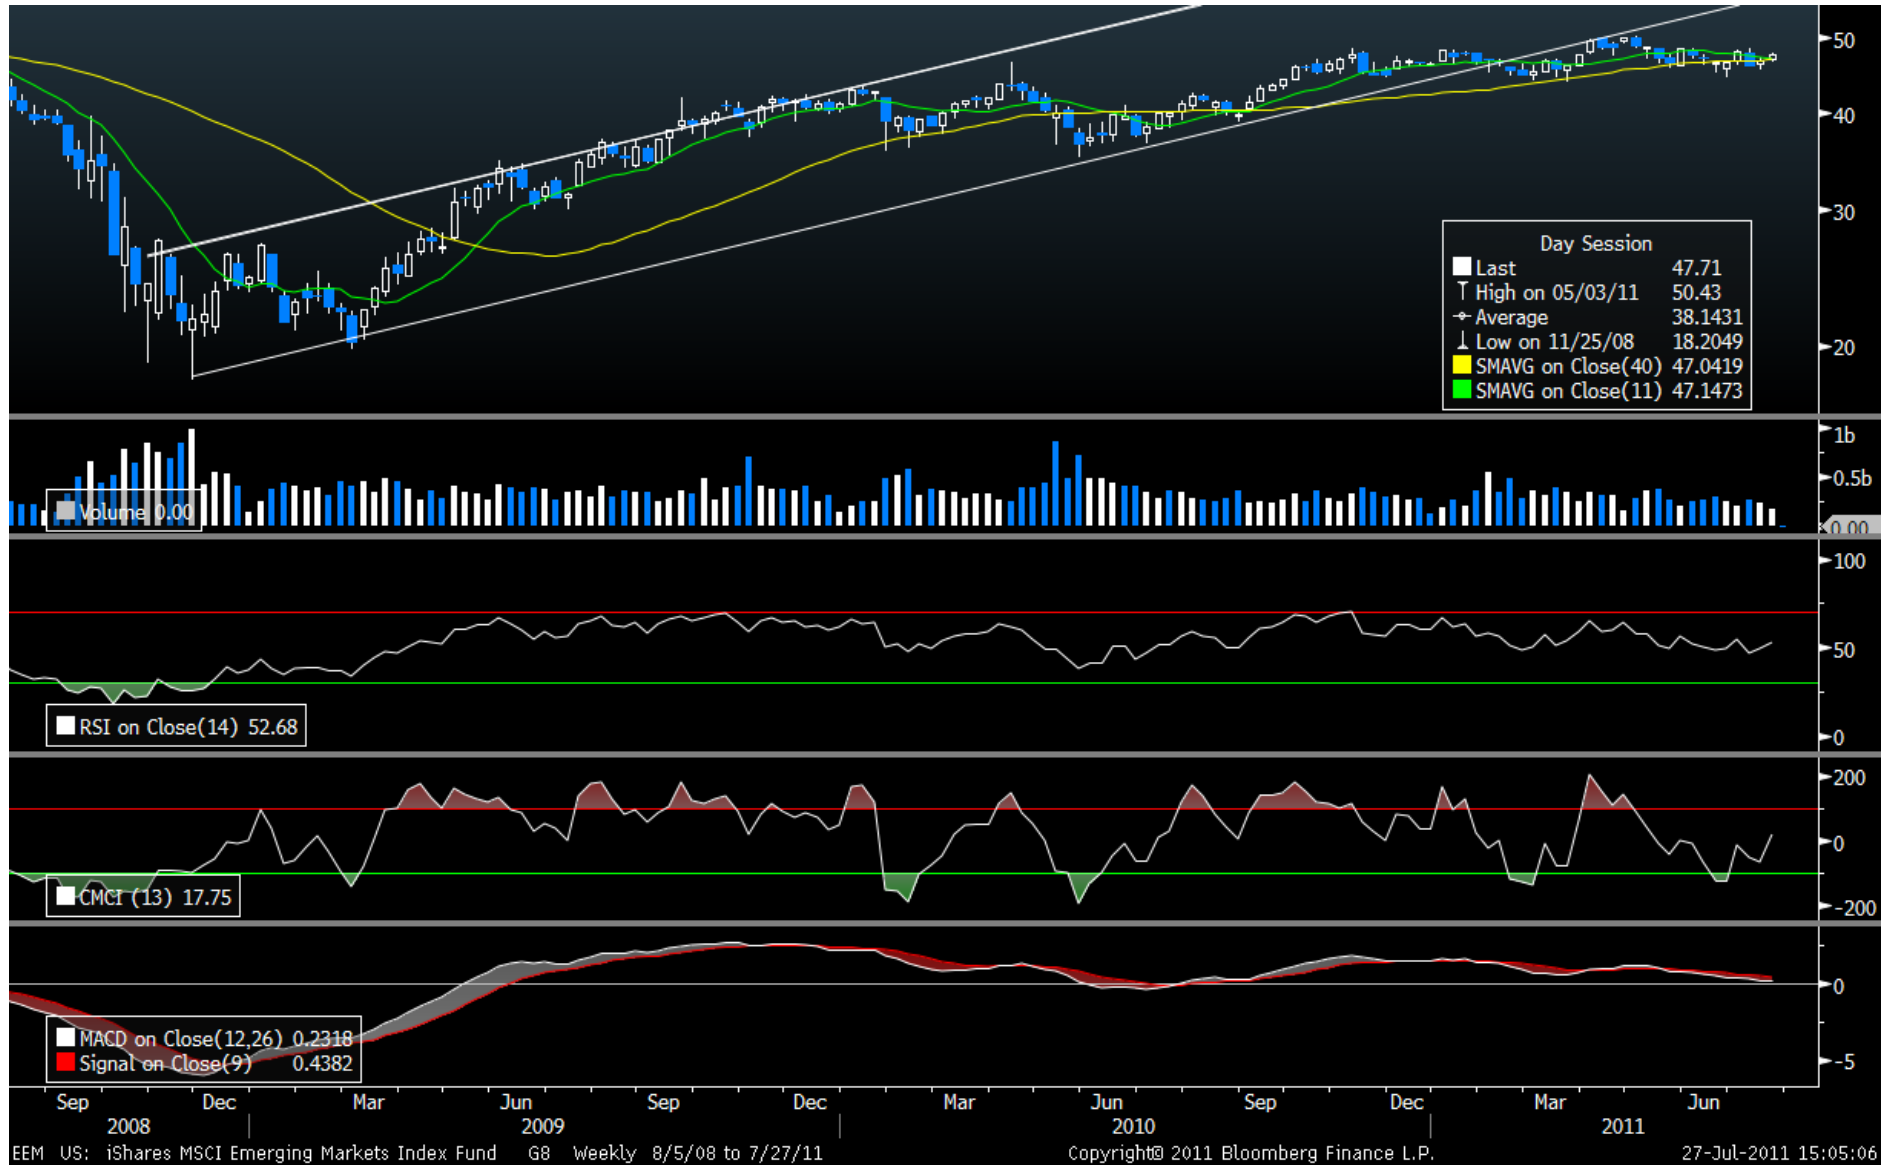 50
40
30
20
Day Session
Last 47.71
High on 05/03/11 50.43
Average 38.1431
Low on 11/25/08 18.2049
SMAVG on Close(40) 47.0419
SMAVG on Close(11) 47.1473
1b
0.5b
0.00
Volume 0.00
100
50
0
RSI on Close(14) 52.68
200
0
-200
CMCI (13) 17.75
0
-5
MACD on Close(12,26) 0.2318
Signal on Close(9) 0.4382
Sep Dec Mar Jun Sep Dec Mar Jun Sep Dec Mar Jun
2008 2009 2010 2011
EEM US: iShares MSCI Emerging Markets Index Fund G8 Weekly 8/5/08 to 7/27/11 Copyright© 2011 Bloomberg Finance L.P. 27-Jul-2011 15:05:06